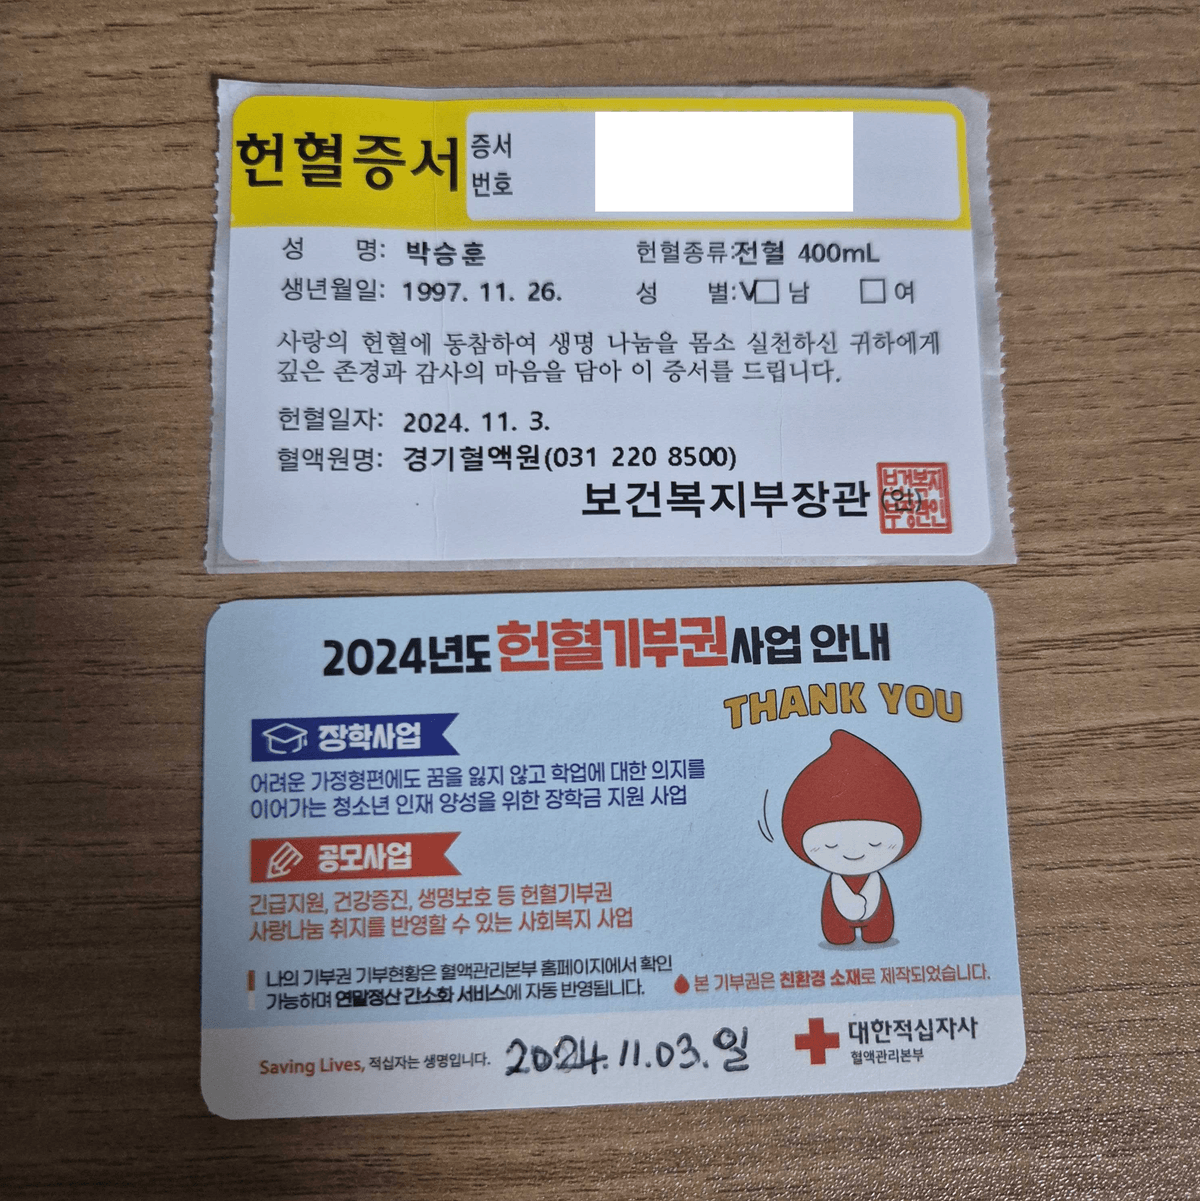 헌혈증서 증서
번호
성 명: 박승훈 헌혈종류:전혈 400mL
생년월일: 1997. 11. 26. 성 별:V□ 남 □ 여
사랑의 헌혈에 동참하여 생명 나눔을 몸소 실천하신 귀하에게
깊은 존경과 감사의 마음을 담아 이 증서를 드립니다.
헌혈일자: 2024. 11. 3.
혈액원명: 경기혈액원(031 220 8500)
보건복지부장관 (인)
보건복지
부장관인
2024년도 헌혈기부권사업 안내
THANK YOU
장학사업
어려운 가정형편에도 꿈을 잃지 않고 학업에 대한 의지를
이어가는 청소년 인재 양성을 위한 장학금 지원 사업
공모사업
긴급지원, 건강증진, 생명보호 등 헌혈기부권
사랑나눔 취지를 반영할 수 있는 사회복지 사업
나의 기부권 기부현황은 혈액관리본부 홈페이지에서 확인
가능하며 연말정산 간소화 서비스에 자동 반영됩니다.
본 기부권은 친환경 소재로 제작되었습니다.
Saving Lives, 적십자는 생명입니다.
2024.11.03.일
대한적십자사
혈액관리본부